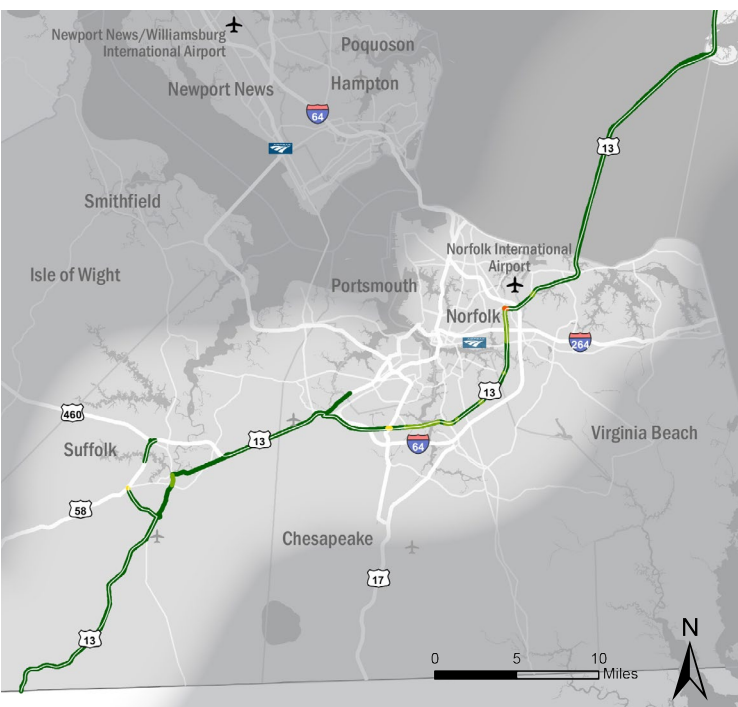 Newport News/Williamsburg
International Airport
Poquoson
Newport News
Hampton
64
13
Smithfield
Norfolk International
Airport
Isle of Wight
Portsmouth
Norfolk
264
13
460
13
Suffolk
64
Virginia Beach
58
Chesapeake
17
13
N
0
5
10
Miles